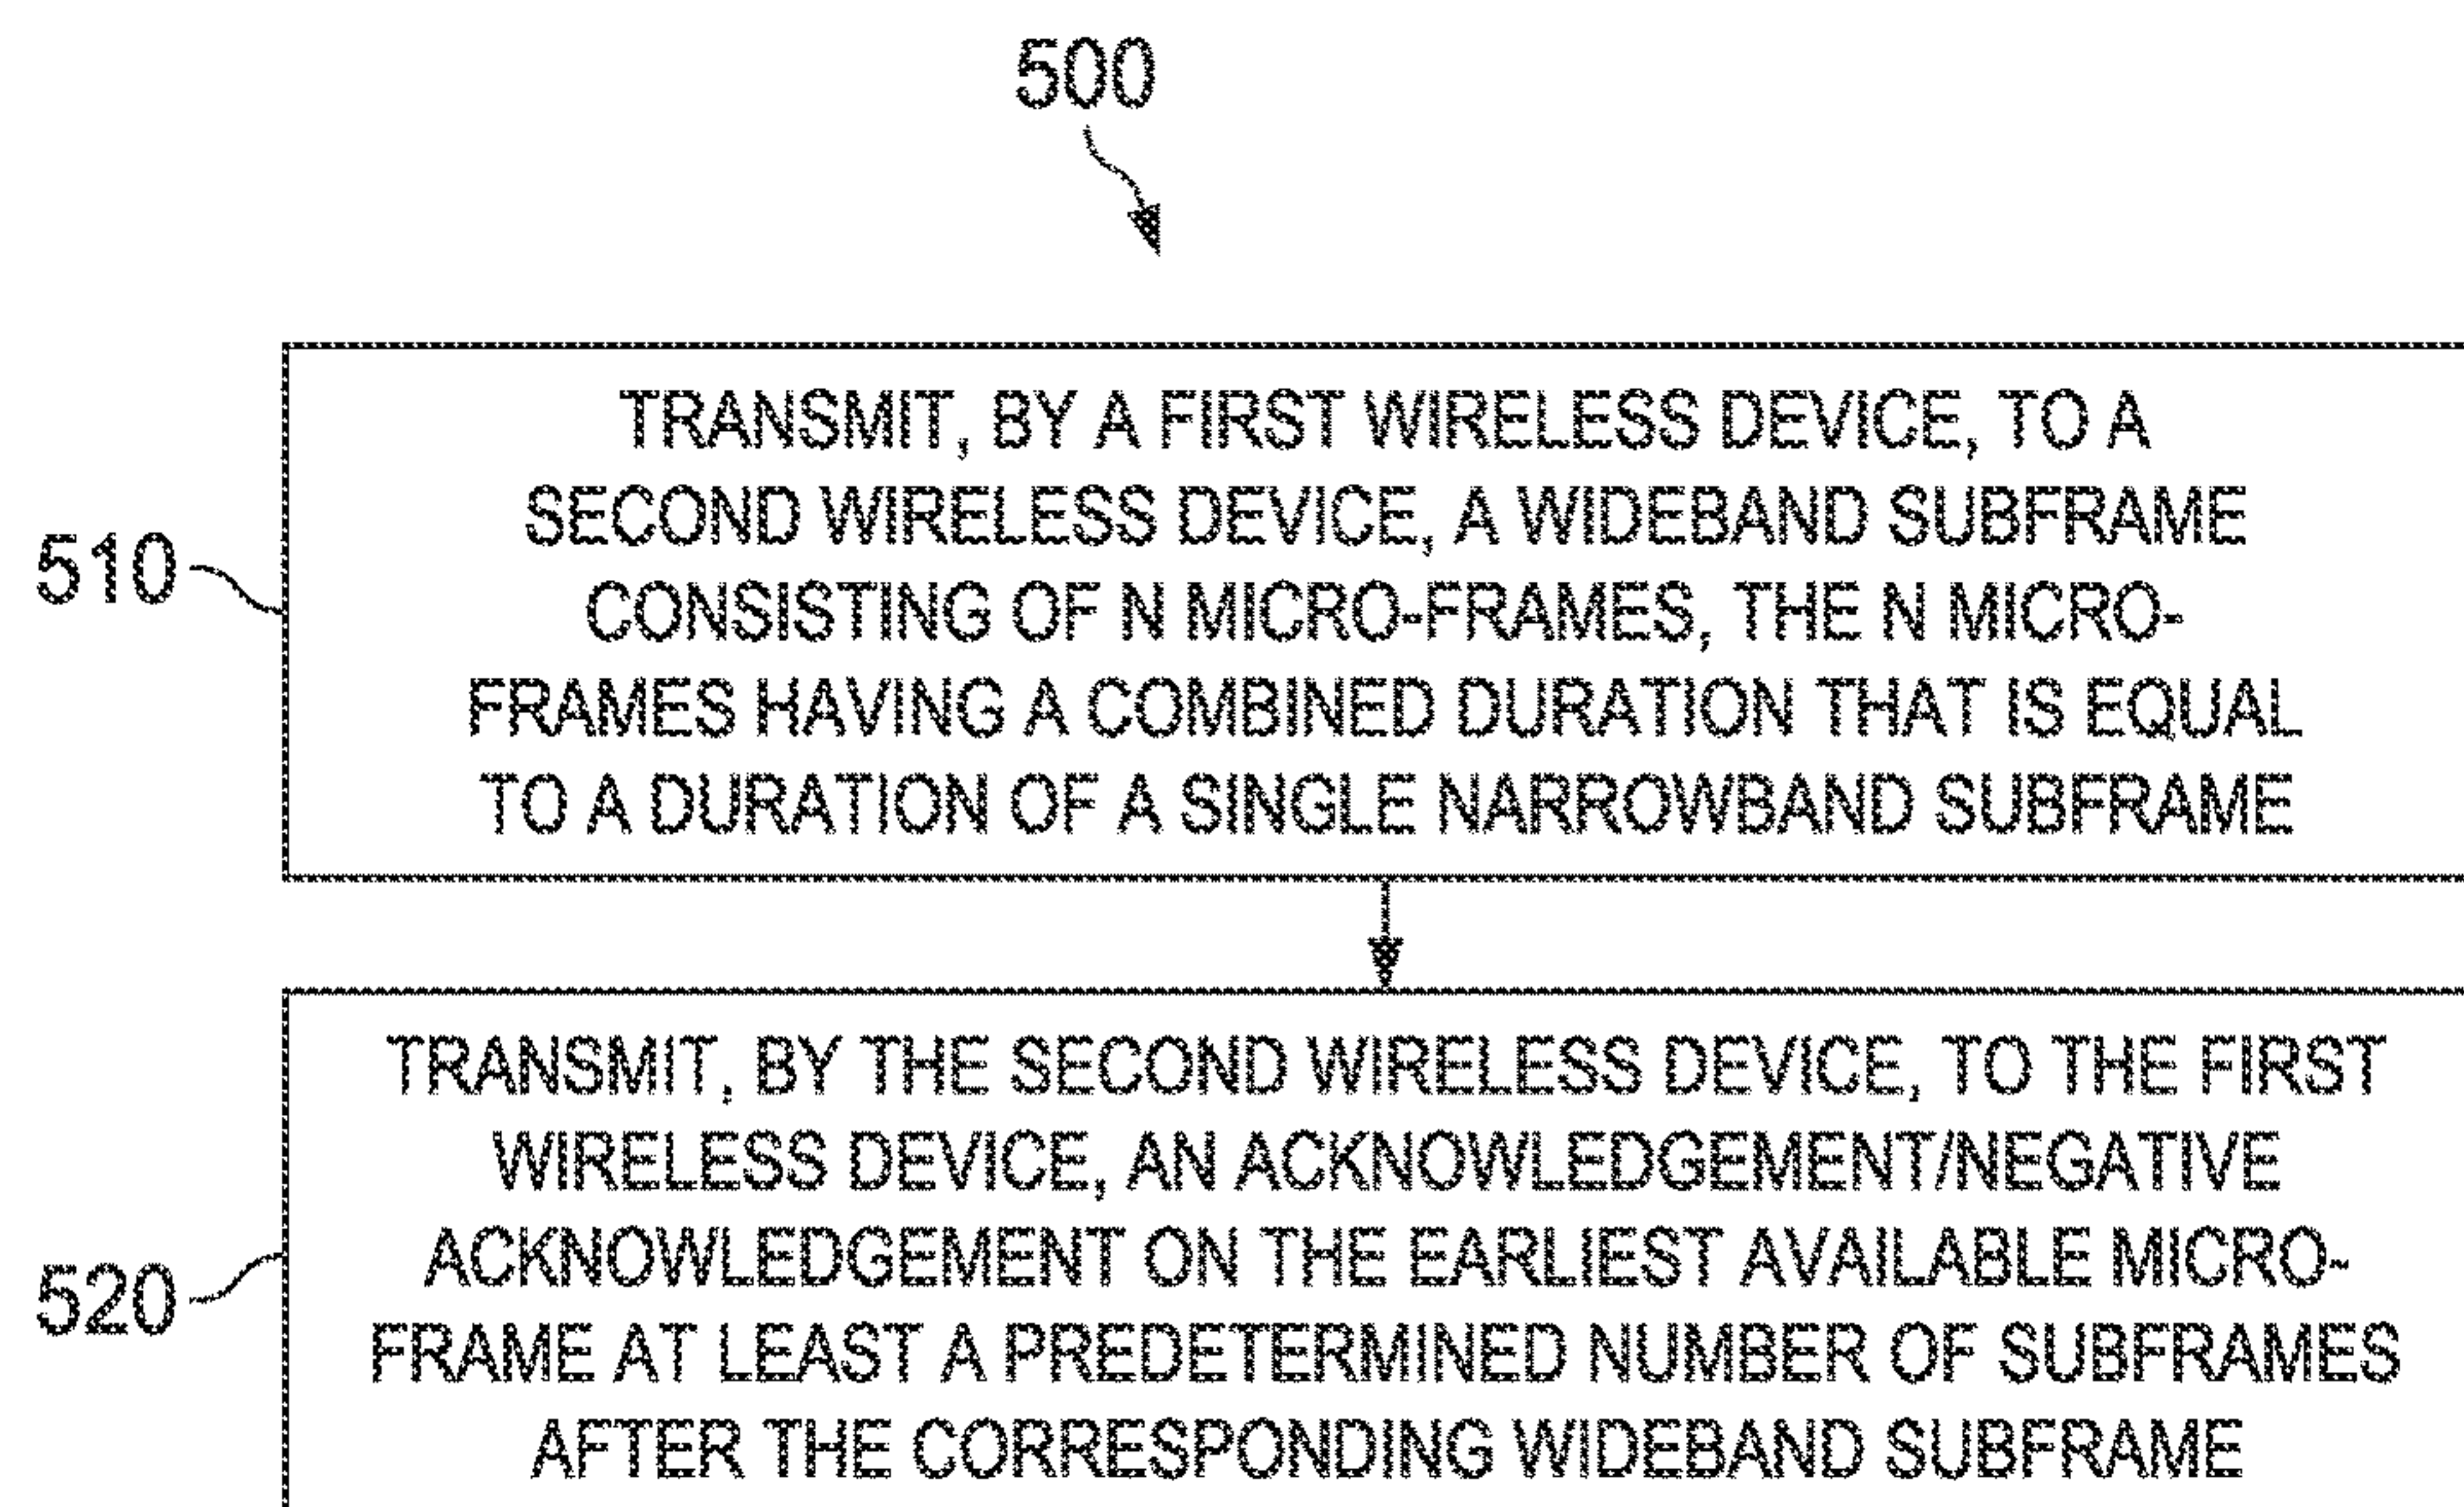 500
510
TRANSMIT, BY A FIRST WIRELESS DEVICE, TO A
SECOND WIRELESS DEVICE, A WIDEBAND SUBFRAME
CONSISTING OF N MICRO-FRAMES, THE N MICRO-
FRAMES HAVING A COMBINED DURATION THAT IS EQUAL
TO A DURATION OF A SINGLE NARROWBAND SUBFRAME
520
TRANSMIT, BY THE SECOND WIRELESS DEVICE, TO THE FIRST
WIRELESS DEVICE, AN ACKNOWLEDGEMENT/NEGATIVE
ACKNOWLEDGEMENT ON THE EARLIEST AVAILABLE MICRO-
FRAME AT LEAST A PREDETERMINED NUMBER OF SUBFRAMES
AFTER THE CORRESPONDING WIDEBAND SUBFRAME